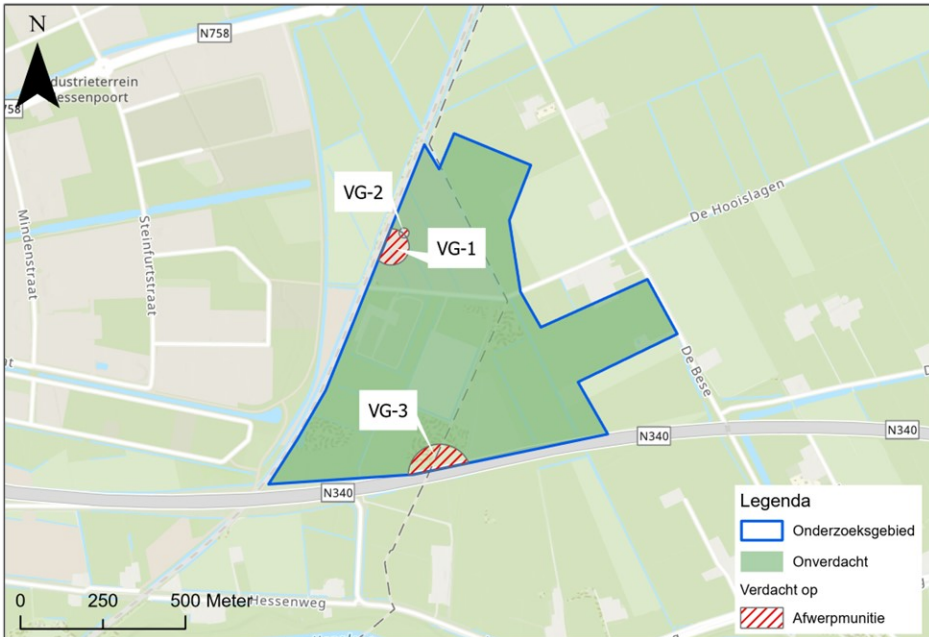 N
N758
dustrieterrein
essenpoort
758
VG-2
De Hooislagen
Mindenstraat
Steinfurtstraat
VG-1
De Bese
at
D
VG-3
N340
N340
N340
Legenda
Onderzoeksgebied
Onverdacht
Verdacht op
Afwerpmunitie
0
250
500 Meter
Hessenweg